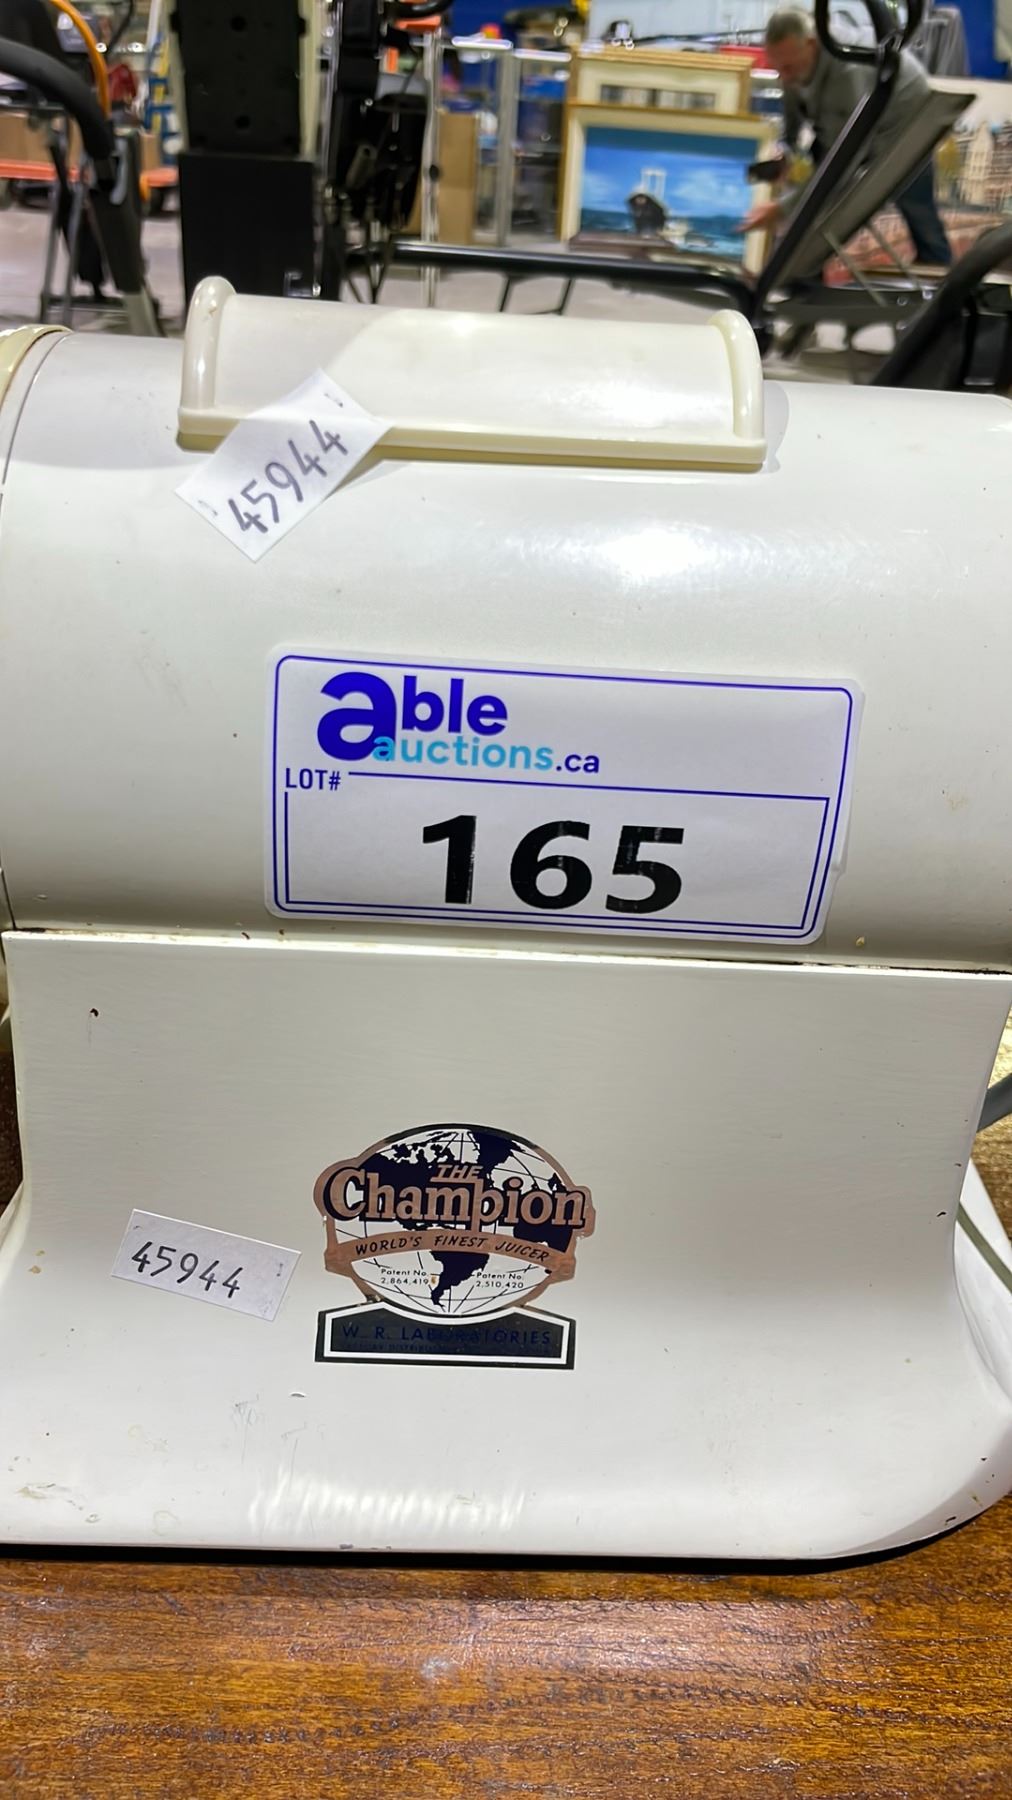 45944
able
auctions.ca
LOT#
165
THE
Champion
WORLD'S FINEST JUICER
Patent No. 2,864,419
Patent No. 2,510,420
W. R. LABORATORIES
45944